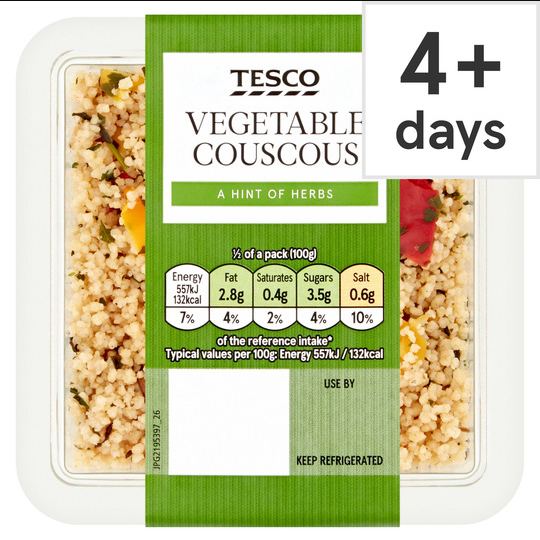 4+
days
TESCO
VEGETABLE
COUSCOUS
A HINT OF HERBS
½ of a pack (100g)
Energy Fat Saturates Sugars Salt
557kJ
132kcal 2.8g 0.4g 3.5g 0.6g
7% 4% 2% 4% 10%
of the reference intake*
Typical values per 100g: Energy 557kJ / 132kcal
USE BY
KEEP REFRIGERATED
JPG2195397_26